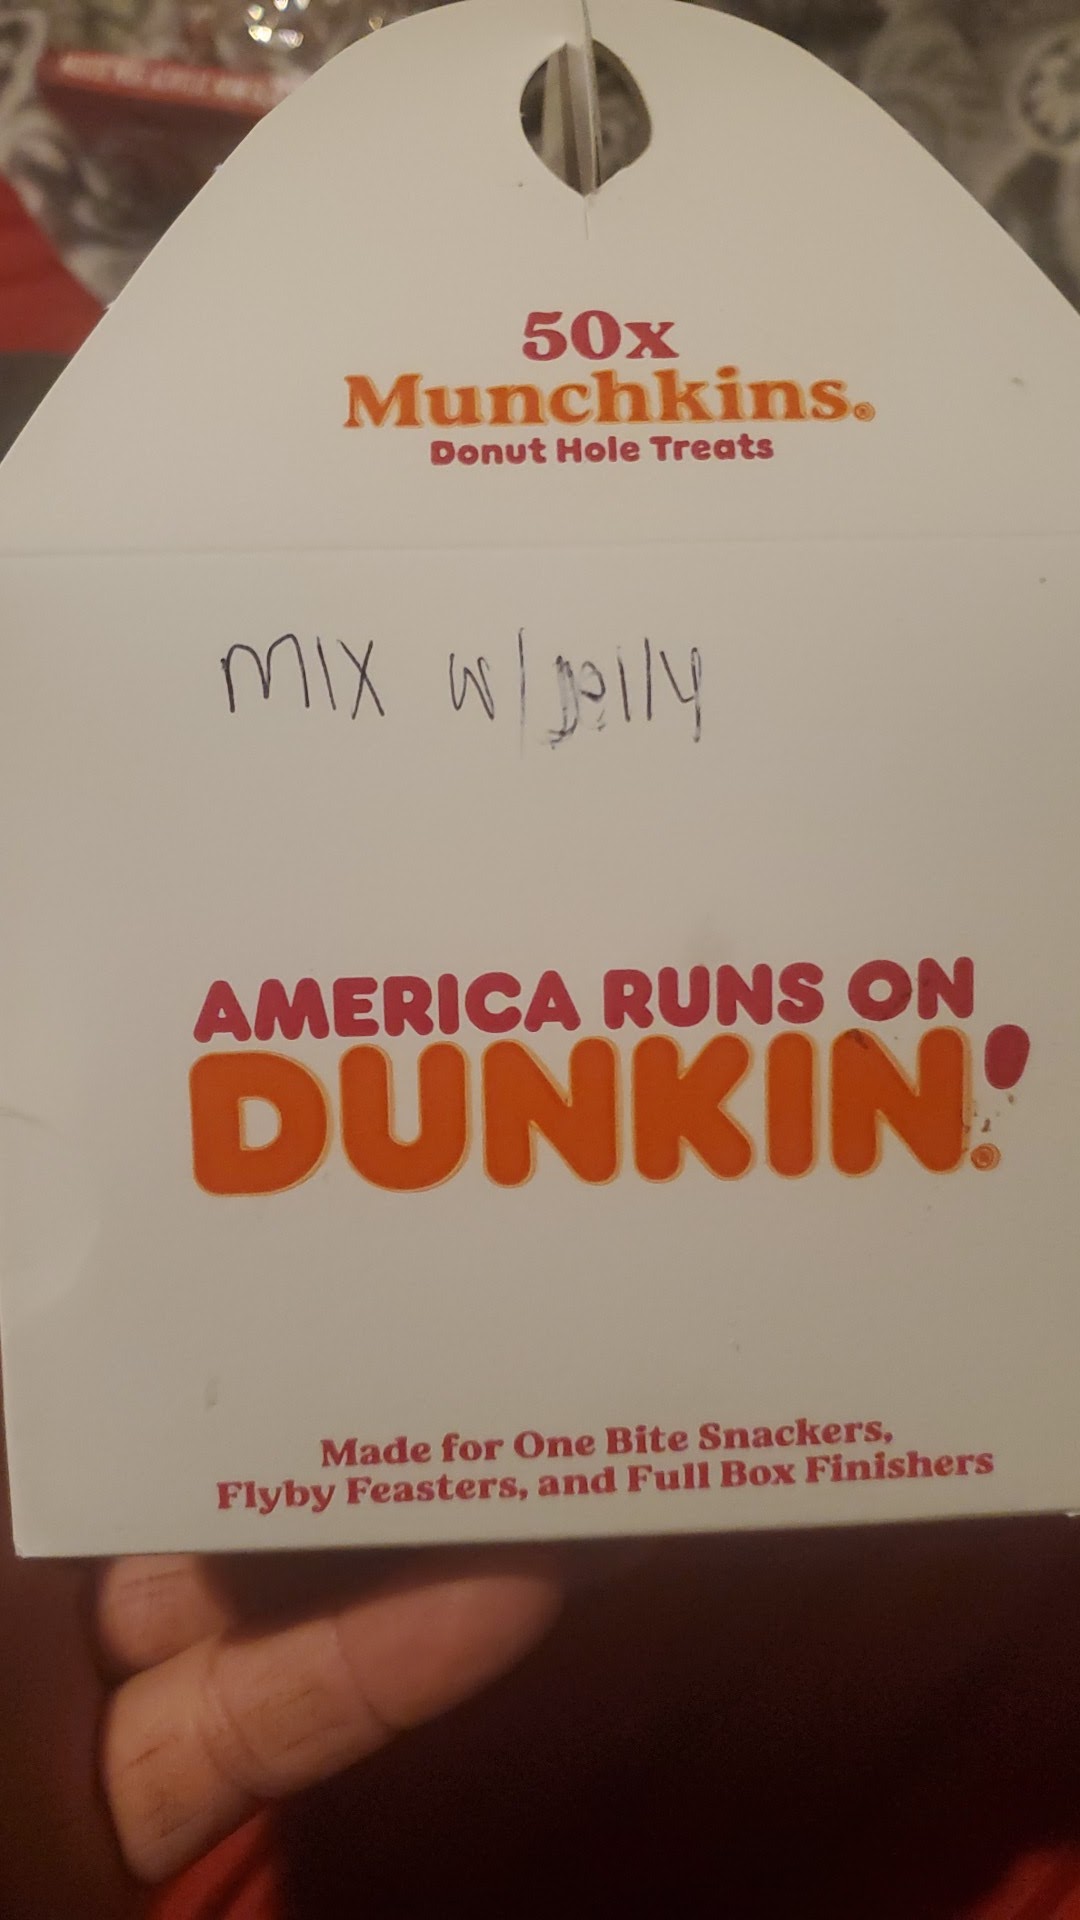 50x
Munchkins®
Donut Hole Treats
MIX w/Jelly
AMERICA RUNS ON
DUNKIN'®
Made for One Bite Snackers,
Flyby Feasters, and Full Box Finishers